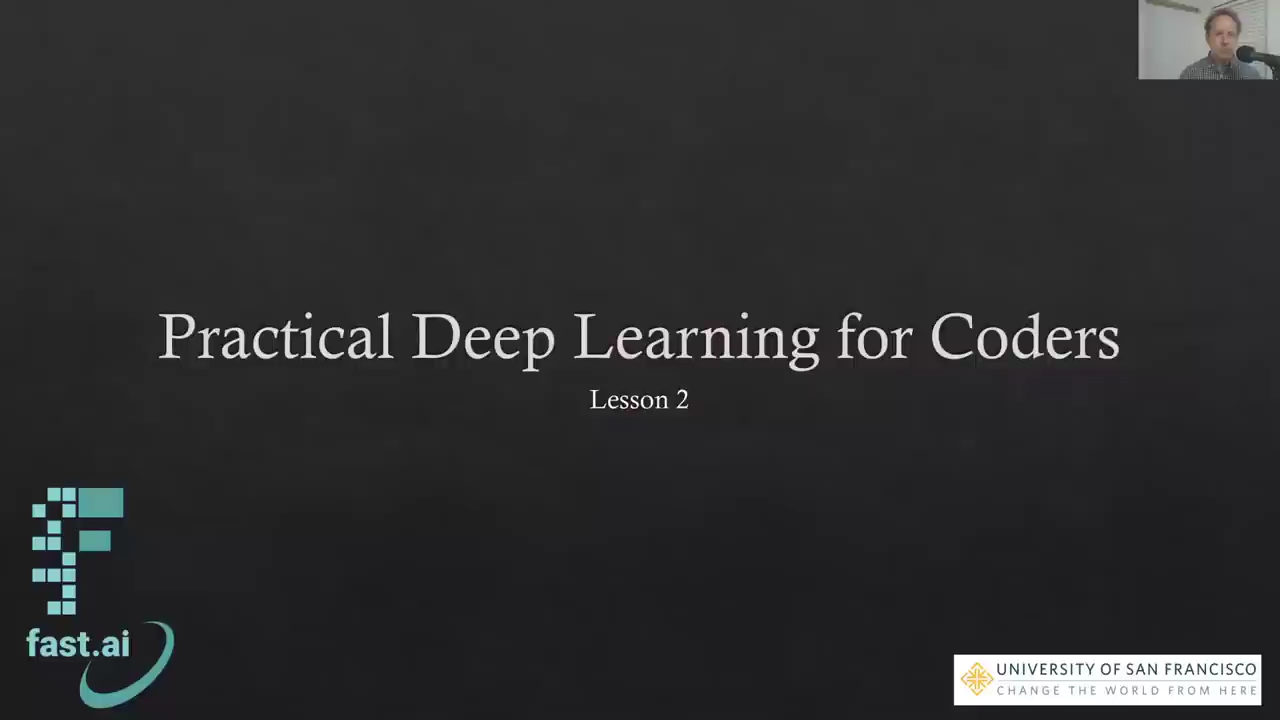 Practical Deep Learning for Coders
Lesson 2
fast.ai
UNIVERSITY OF SAN FRANCISCO
CHANGE THE WORLD FROM HERE